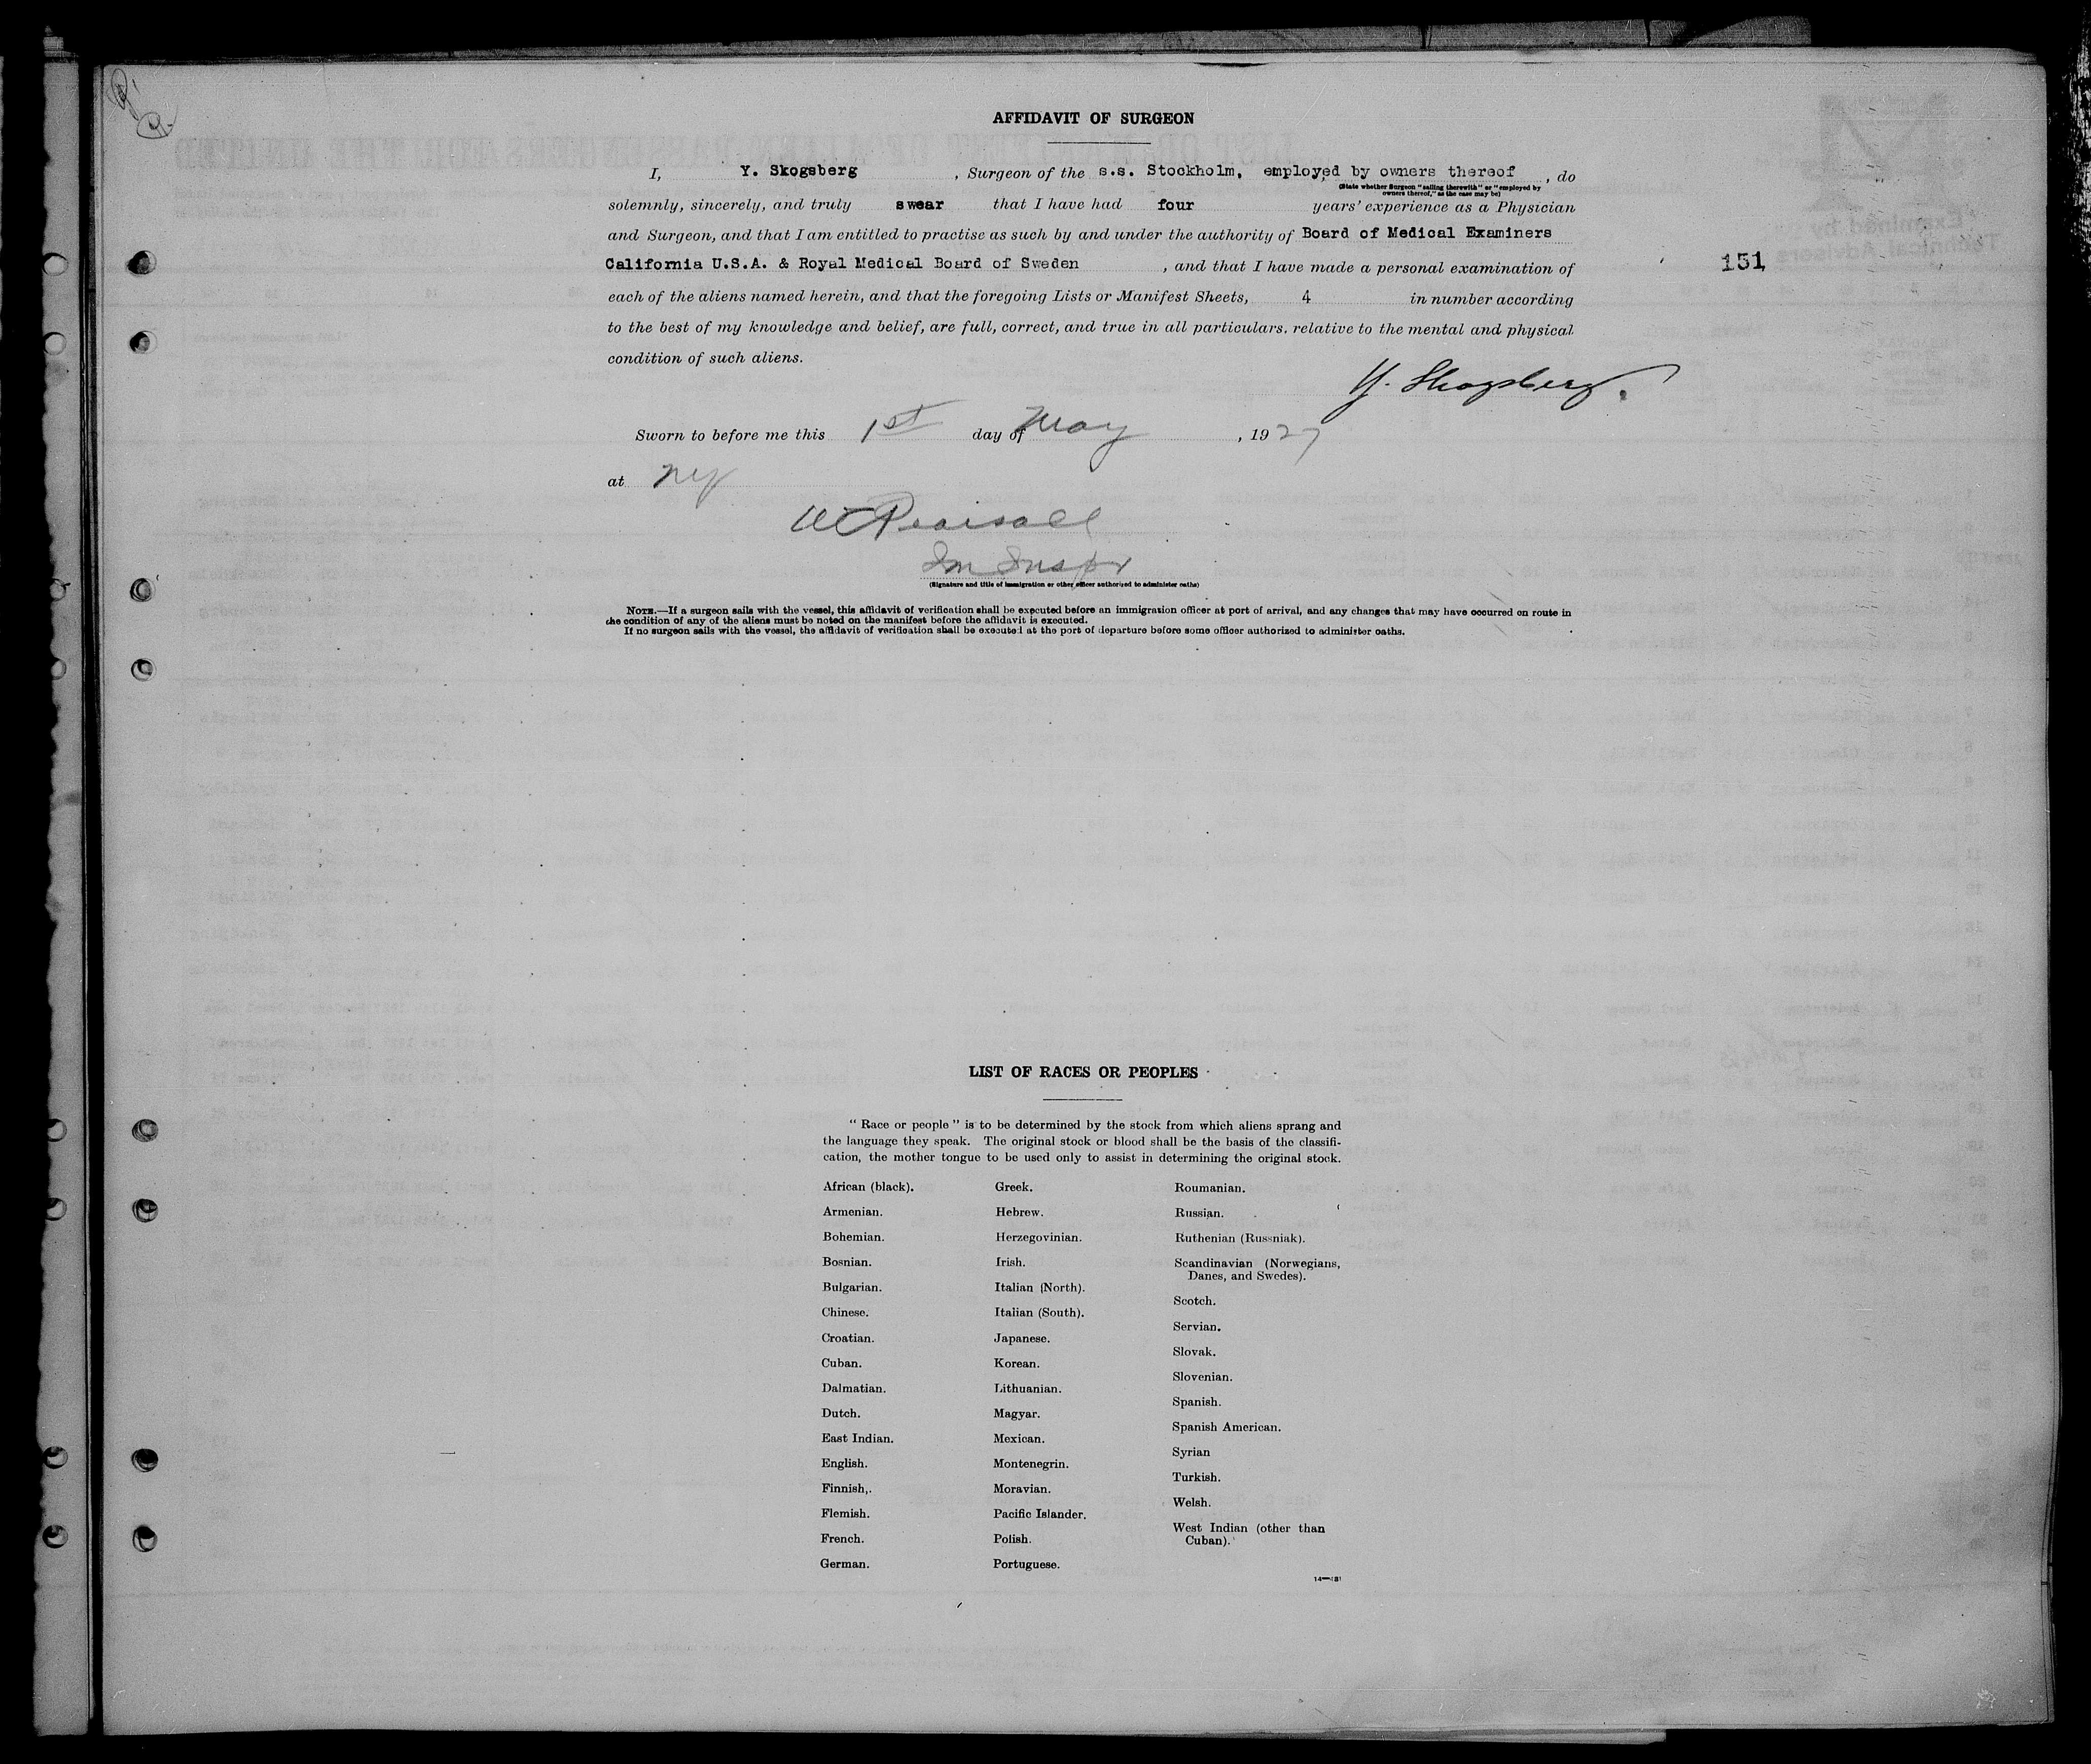 AFFIDAVIT OF SURGEON
I, Y. Skogsberg, Surgeon of the s.s. Stockholm, employed by owners thereof, do
(State whether Surgeon "sailing therewith" or "employed by
owners thereof," as the case may be)
solemnly, sincerely, and truly swear that I have had four years' experience as a Physician
and Surgeon, and that I am entitled to practise as such by and under the authority of Board of Medical Examiners
California U.S.A. & Royal Medical Board of Sweden, and that I have made a personal examination of
151
each of the aliens named herein, and that the foregoing Lists or Manifest Sheets, 4 in number according
to the best of my knowledge and belief, are full, correct, and true in all particulars. relative to the mental and physical
condition of such aliens.
Y. Skogsberg.
Sworn to before me this 1st day of May, 1927
at NY
Pearsall
Im Inspr
(Signature and title of immigration or other officer authorized to administer oaths)
NOTE.—If a surgeon sails with the vessel, this affidavit of verification shall be executed before an immigration officer at port of arrival, and any changes that may have occurred on route in
the condition of any of the aliens must be noted on the manifest before the affidavit is executed.
If no surgeon sails with the vessel, the affidavit of verification shall be executed at the port of departure before some officer authorized to administer oaths.
LIST OF RACES OR PEOPLES
"Race or people" is to be determined by the stock from which aliens sprang and
the language they speak. The original stock or blood shall be the basis of the classifi-
cation, the mother tongue to be used only to assist in determining the original stock.
African (black).
Armenian.
Bohemian.
Bosnian.
Bulgarian.
Chinese.
Croatian.
Cuban.
Dalmatian.
Dutch.
East Indian.
English.
Finnish,.
Flemish.
French.
German.
Greek.
Hebrew.
Herzegovinian.
Irish.
Italian (North).
Italian (South).
Japanese.
Korean.
Lithuanian.
Magyar.
Mexican.
Montenegrin.
Moravian.
Pacific Islander.
Polish.
Portuguese.
Roumanian.
Russian.
Ruthenian (Russniak).
Scandinavian (Norwegians,
Danes, and Swedes).
Scotch.
Servian.
Slovak.
Slovenian.
Spanish.
Spanish American.
Syrian
Turkish.
Welsh.
West Indian (other than
Cuban).